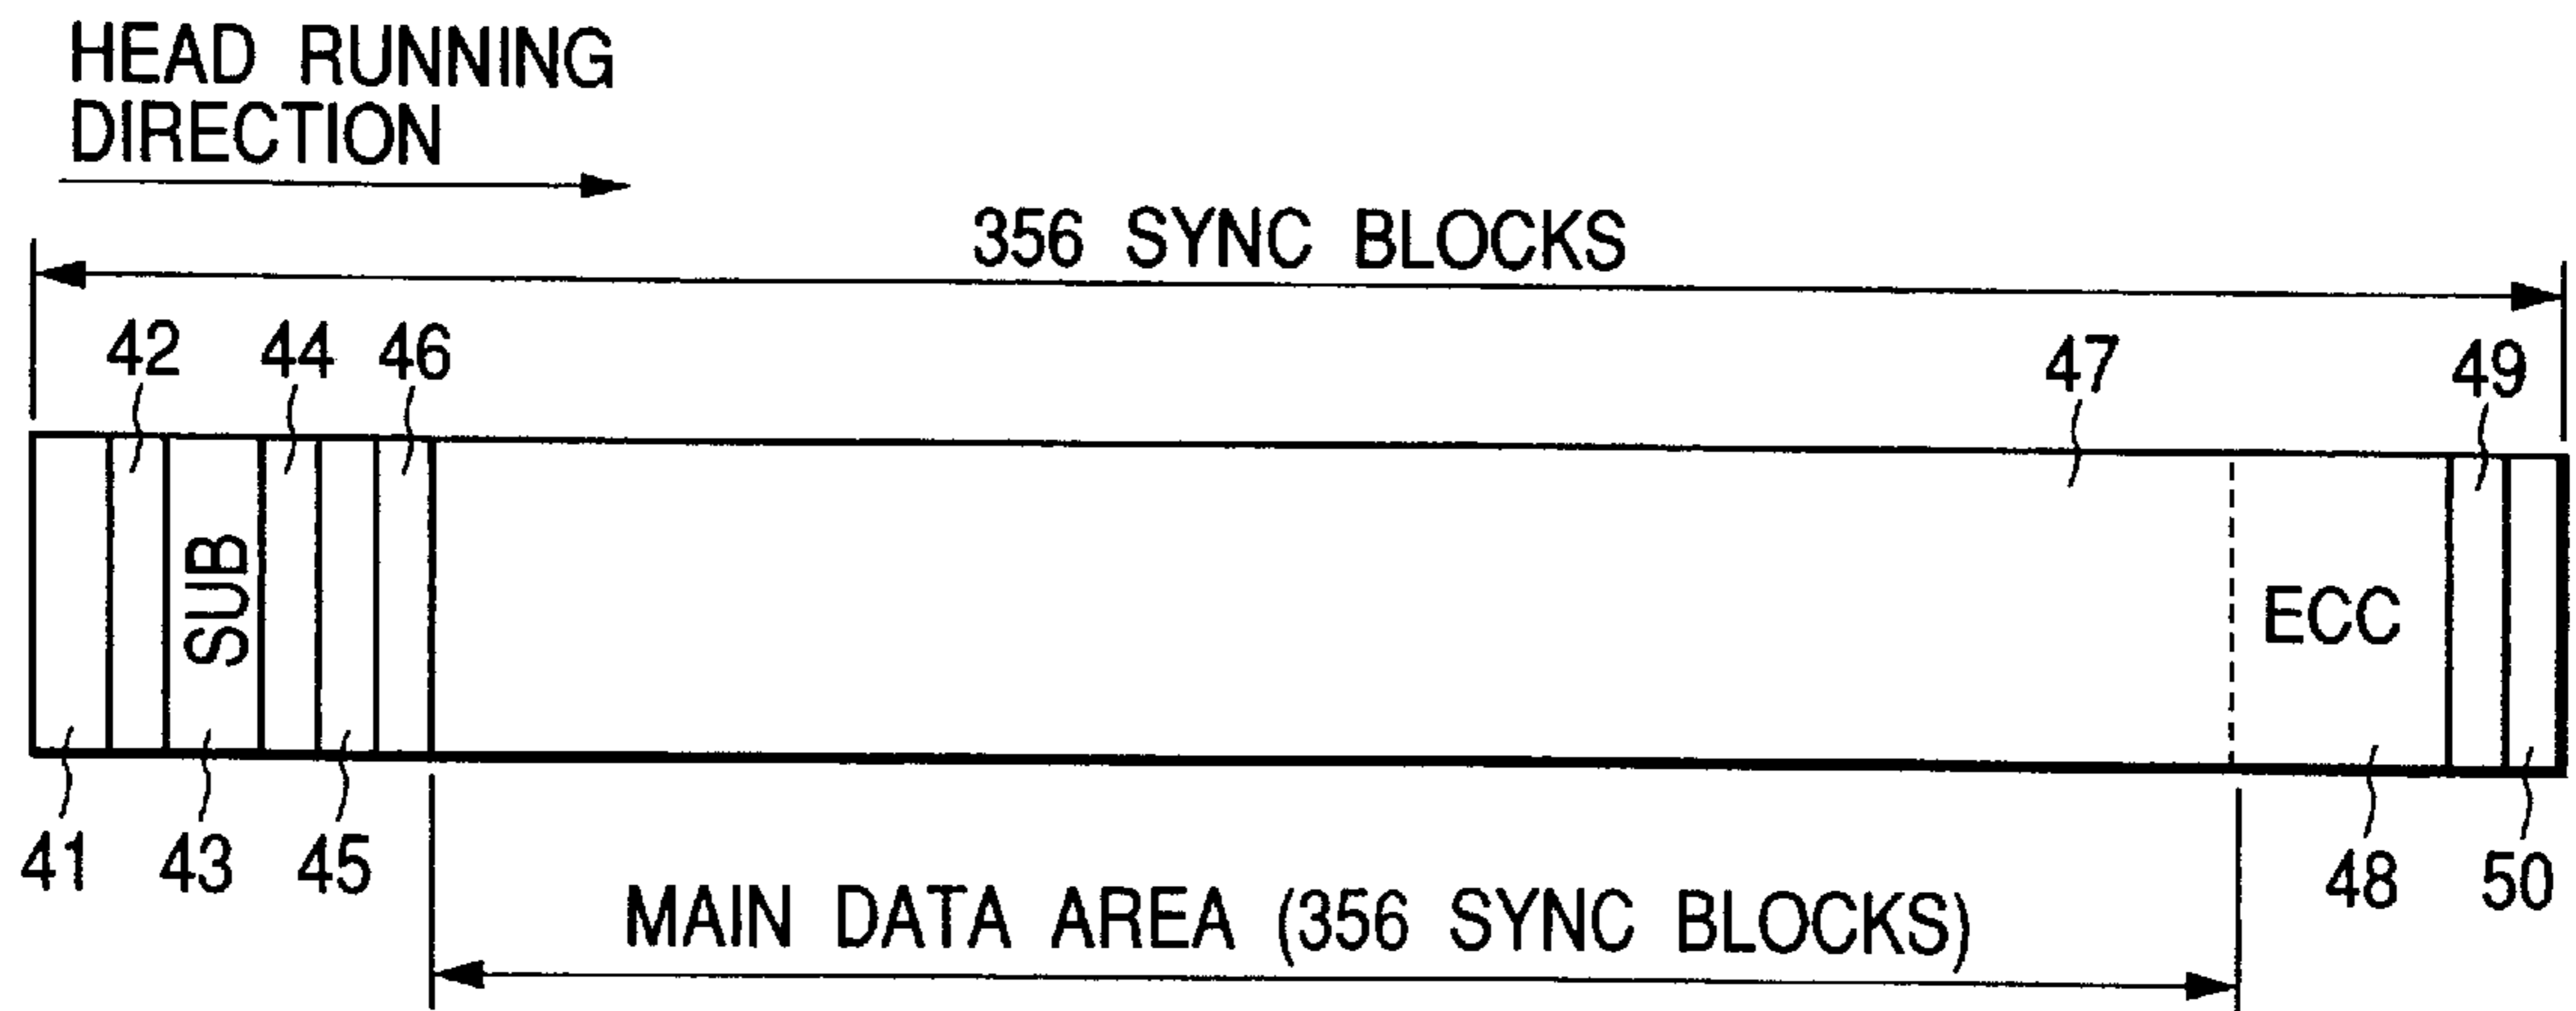 HEAD RUNNING
DIRECTION
356 SYNC BLOCKS
42 44 46 47 49
SUB
ECC
41 43 45 48 50
MAIN DATA AREA (356 SYNC BLOCKS)